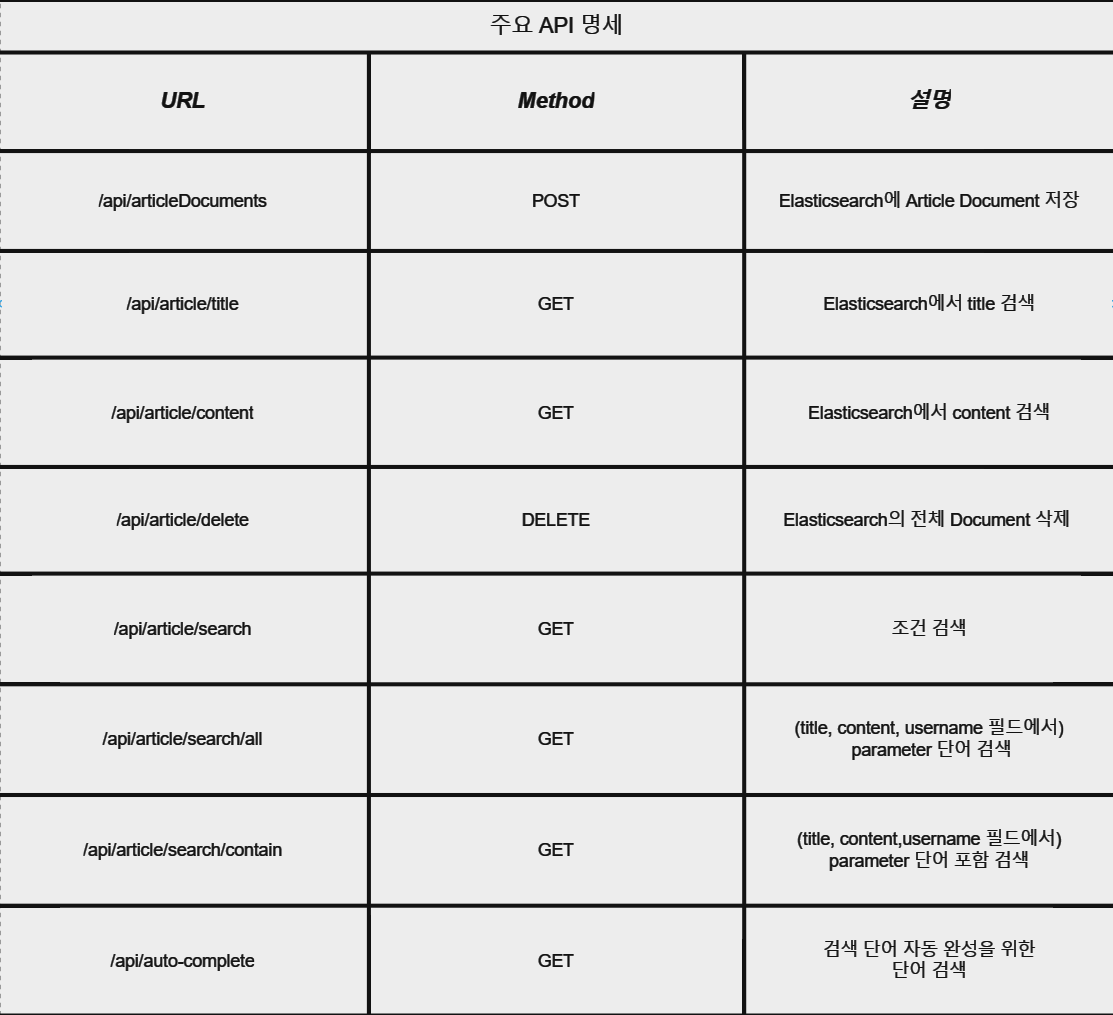 주요 API 명세
URL Method 설명
/api/articleDocuments POST Elasticsearch에 Article Document 저장
/api/article/title GET Elasticsearch에서 title 검색
/api/article/content GET Elasticsearch에서 content 검색
/api/article/delete DELETE Elasticsearch의 전체 Document 삭제
/api/article/search GET 조건 검색
/api/article/search/all GET (title, content, username 필드에서)
parameter 단어 검색
/api/article/search/contain GET (title, content,username 필드에서)
parameter 단어 포함 검색
/api/auto-complete GET 검색 단어 자동 완성을 위한
단어 검색